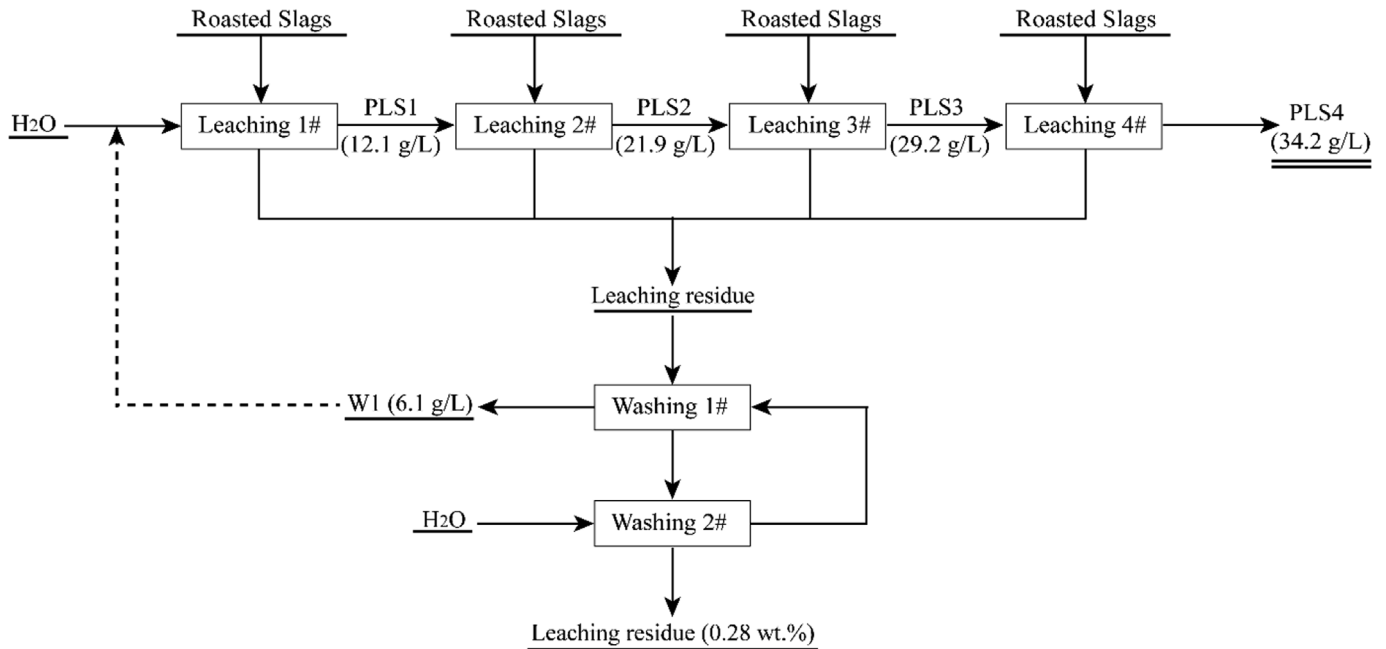 Roasted Slags Roasted Slags Roasted Slags Roasted Slags
H2O Leaching 1# PLS1 Leaching 2# PLS2 Leaching 3# PLS3 Leaching 4# PLS4
(12.1 g/L) (21.9 g/L) (29.2 g/L) (34.2 g/L)
Leaching residue
W1 (6.1 g/L) Washing 1#
H2O Washing 2#
Leaching residue (0.28 wt.%)